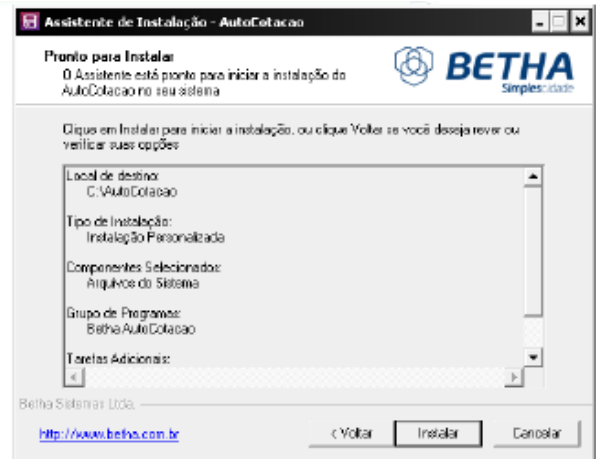 Assistente de Instalação - AutoCotacao
Pronto para Instalar
O Assistente está pronto para iniciar a instalação do
AutoCotacao no seu sistema
BETHA
Simplescidade
Clique em Instalar para iniciar a instalação, ou clique Voltar se você deseja rever ou
verificar suas opções
Local de destino:
C:\AutoCotacao
Tipo de Instalação:
Instalação Personalizada
Componentes Selecionados:
Arquivos do Sistema
Grupo de Programas:
Betha AutoCotacao
Tarefas Adicionais:
Betha Sistemas Ltda.
http://www.betha.com.br
< Voltar
Instalar
Cancelar